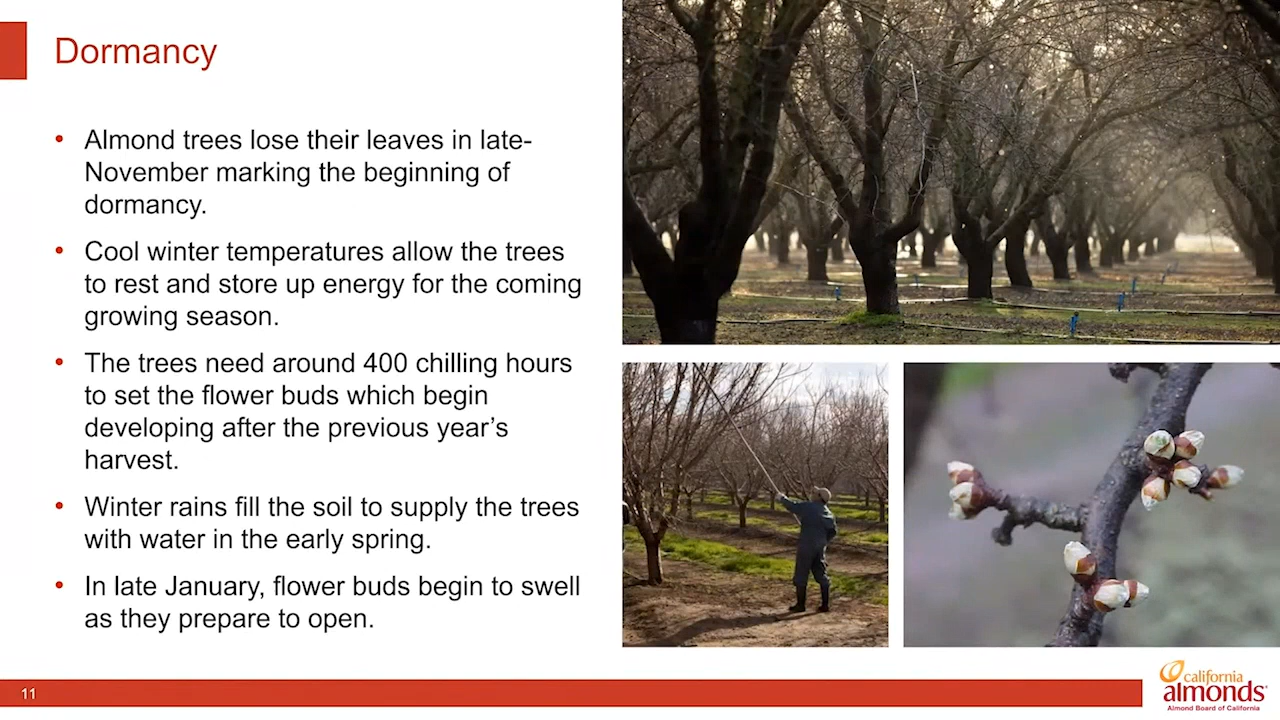 Dormancy
• Almond trees lose their leaves in late-
November marking the beginning of
dormancy.
• Cool winter temperatures allow the trees
to rest and store up energy for the coming
growing season.
• The trees need around 400 chilling hours
to set the flower buds which begin
developing after the previous year’s
harvest.
• Winter rains fill the soil to supply the trees
with water in the early spring.
• In late January, flower buds begin to swell
as they prepare to open.
11
california
almonds®
Almond Board of California